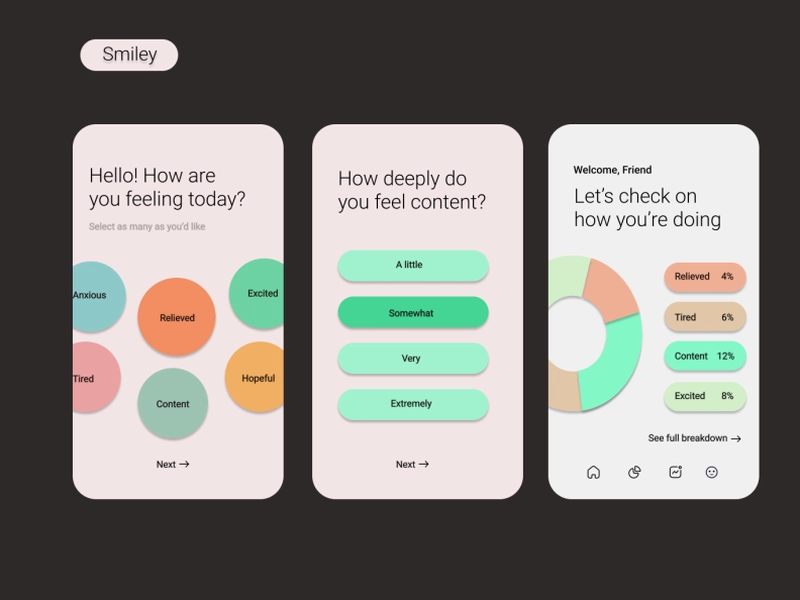 Smiley
Hello! How are
you feeling today?
Select as many as you'd like
Anxious
Relieved
Excited
Tired
Content
Hopeful
Next →
How deeply do
you feel content?
A little
Somewhat
Very
Extremely
Next →
Welcome, Friend
Let's check on
how you're doing
Relieved 4%
Tired 6%
Content 12%
Excited 8%
See full breakdown →